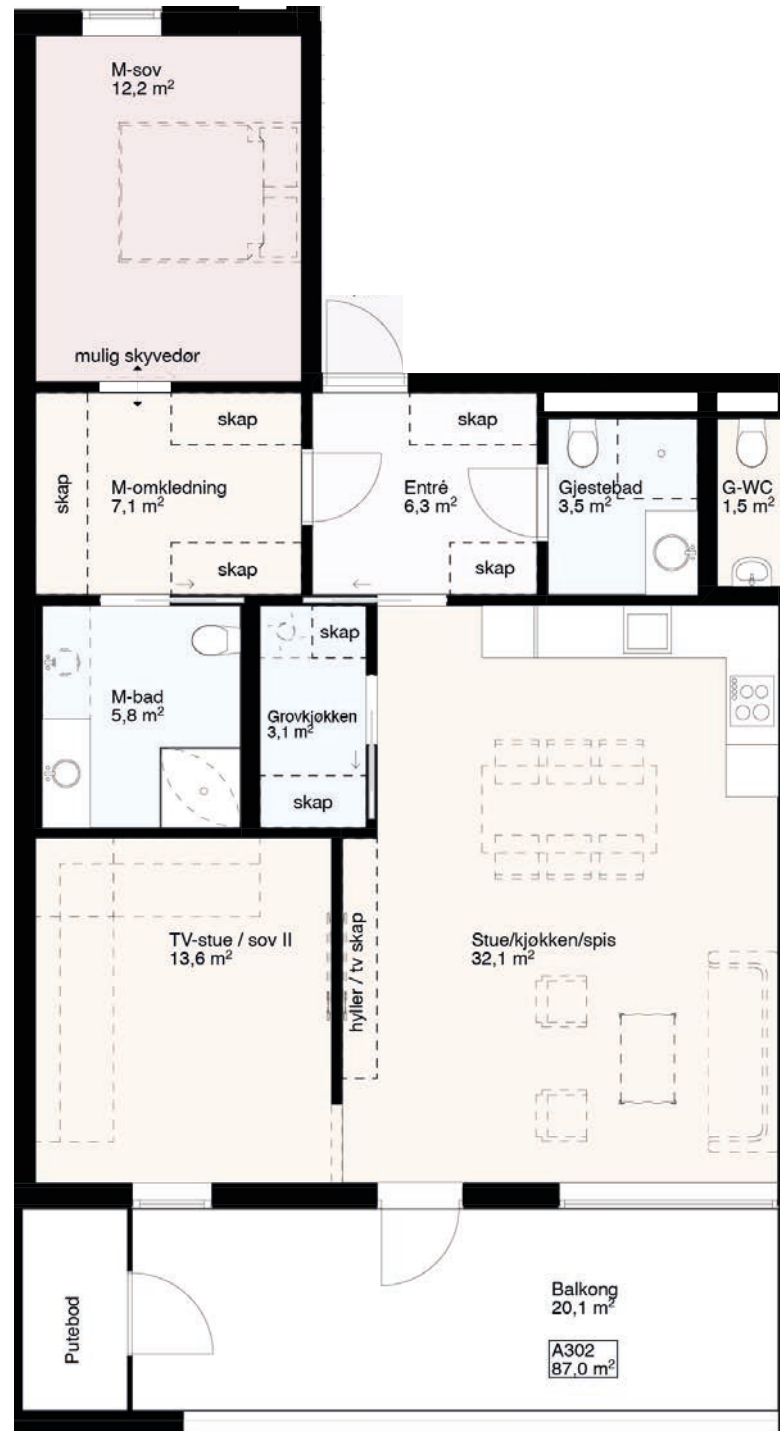 M-sov
12,2 m²
mulig skyvedør
skap
skap
skap
M-omkledning
7,1 m²
Entré
6,3 m²
Gjestebad
3,5 m²
G-WC
1,5 m²
skap
skap
skap
M-bad
5,8 m²
Grovkjøkken
3,1 m²
skap
TV-stue / sov II
13,6 m²
hyller / tv skap
Stue/kjøkken/spis
32,1 m²
Putebod
Balkong
20,1 m²
A302
87,0 m²